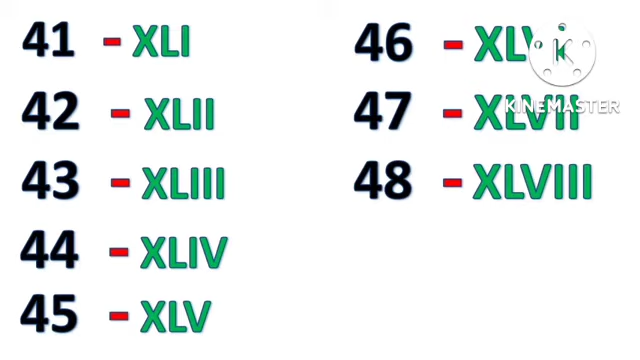 41 - XLI
42 - XLII
43 - XLIII
44 - XLIV
45 - XLV
46 -
KINEMASTER
47 - XLVII
48 - XLVIII